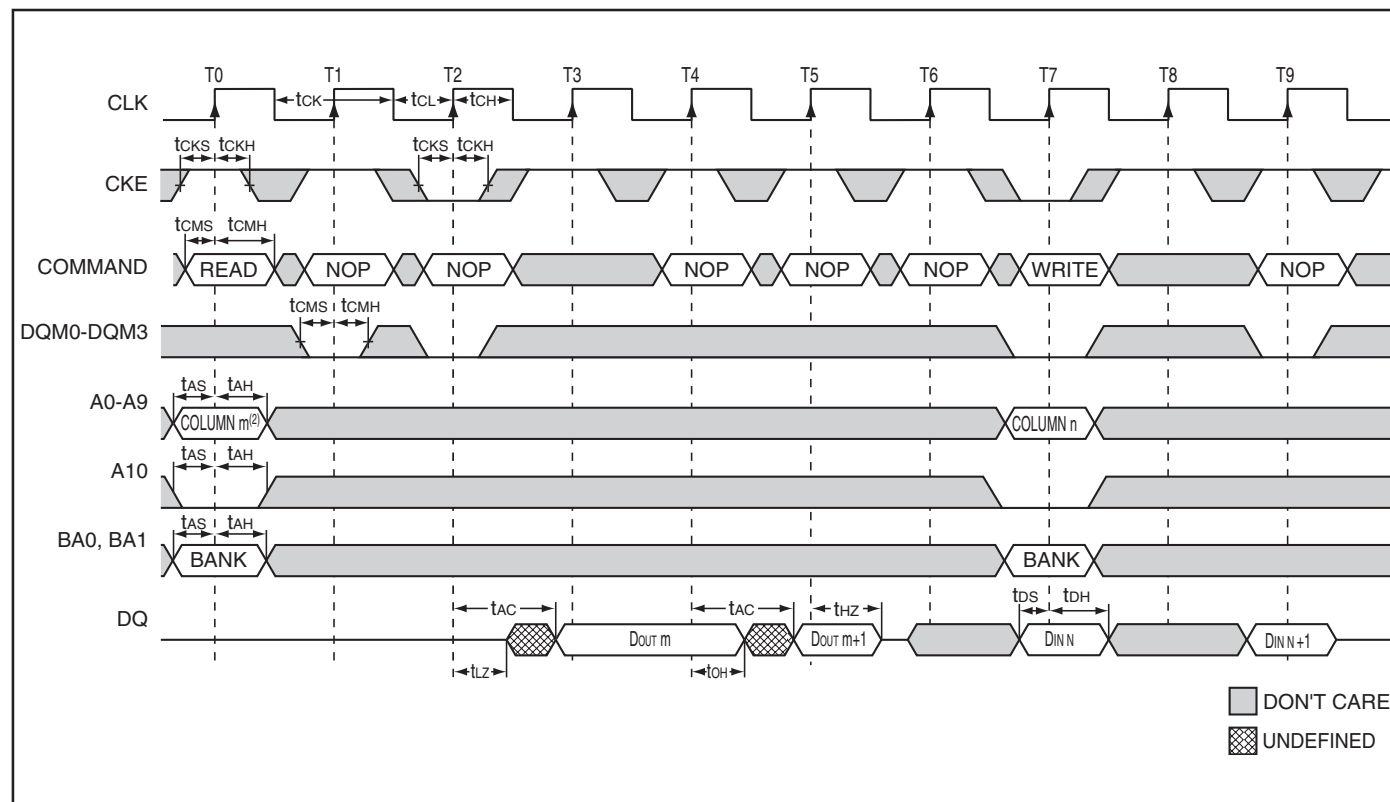 T0 T1 T2 T3 T4 T5 T6 T7 T8 T9
CLK tCK tCL tCH
tCKS tCKH tCKS tCKH
CKE
tCMS tCMH
COMMAND READ NOP NOP NOP NOP NOP WRITE NOP
tCMS tCMH
DQM0-DQM3
tAS tAH
A0-A9 COLUMN m(2) COLUMN n
tAS tAH
A10
tAS tAH
BA0, BA1 BANK BANK
tAC tAC tHZ tDS tDH
DQ DOUT m DOUT m+1 DIN N DIN N+1
tLZ tOH
DON'T CARE
UNDEFINED